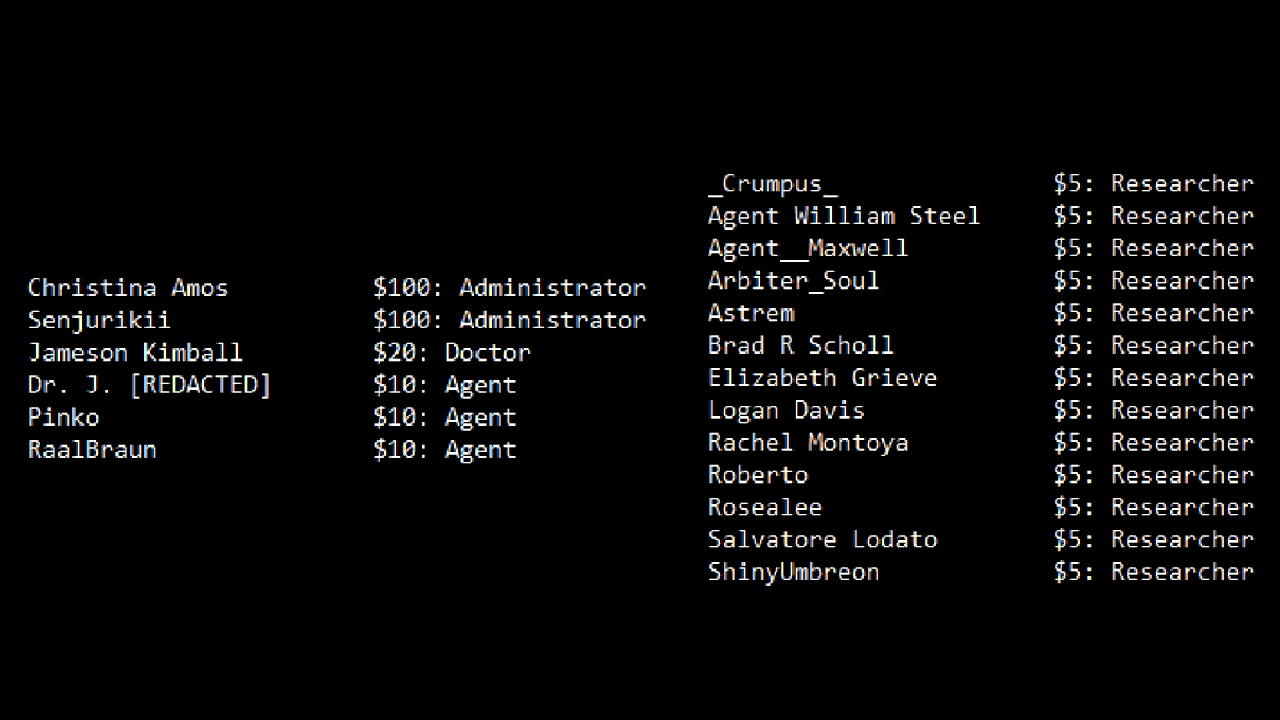 Christina Amos $100: Administrator
Senjurikii $100: Administrator
Jameson Kimball $20: Doctor
Dr. J. [REDACTED] $10: Agent
Pinko $10: Agent
RaalBraun $10: Agent
_Crumpus_ $5: Researcher
Agent William Steel $5: Researcher
Agent__Maxwell $5: Researcher
Arbiter_Soul $5: Researcher
Astrem $5: Researcher
Brad R Scholl $5: Researcher
Elizabeth Grieve $5: Researcher
Logan Davis $5: Researcher
Rachel Montoya $5: Researcher
Roberto $5: Researcher
Rosealee $5: Researcher
Salvatore Lodato $5: Researcher
ShinyUmbreon $5: Researcher